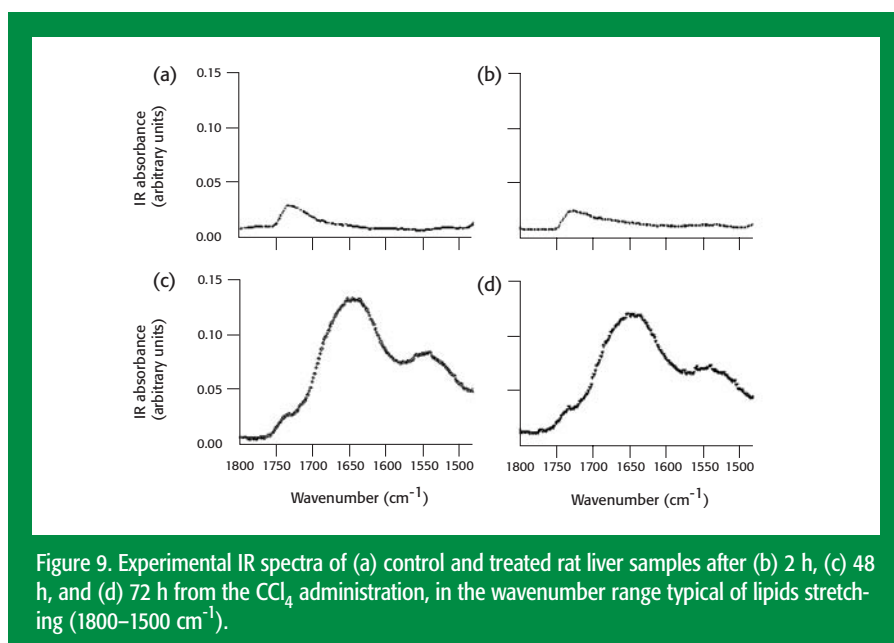 (a)
0.15
0.10
0.05
0.00
IR absorbance
(arbitrary units)
(b)
(c)
0.15
0.10
0.05
0.00
IR absorbance
(arbitrary units)
1800 1750 1700 1650 1600 1550 1500
Wavenumber (cm-1)
(d)
1800 1750 1700 1650 1600 1550 1500
Wavenumber (cm-1)
Figure 9. Experimental IR spectra of (a) control and treated rat liver samples after (b) 2 h, (c) 48
h, and (d) 72 h from the CCl4 administration, in the wavenumber range typical of lipids stretch-
ing (1800–1500 cm-1).